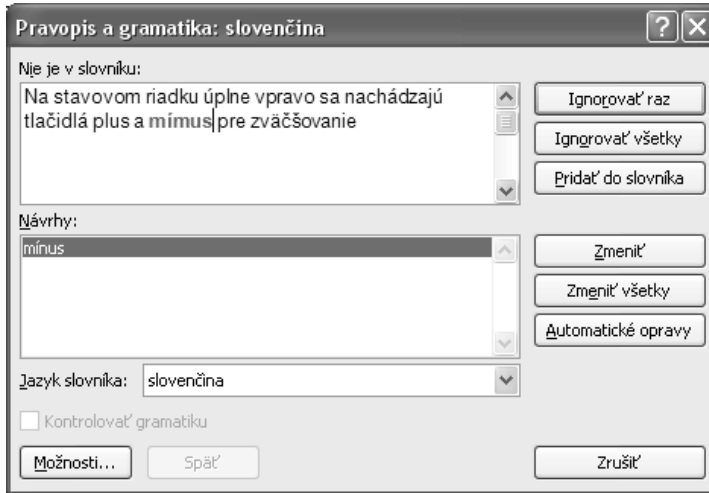 Pravopis a gramatika: slovenčina
Nie je v slovníku:
Na stavovom riadku úplne vpravo sa nachádzajú
tlačidlá plus a mímus pre zväčšovanie
Ignorovať raz
Ignorovať všetky
Pridať do slovníka
Návrhy:
mínus
Zmeniť
Zmeniť všetky
Automatické opravy
Jazyk slovníka: slovenčina
Kontrolovať gramatiku
Možnosti... Späť Zrušiť